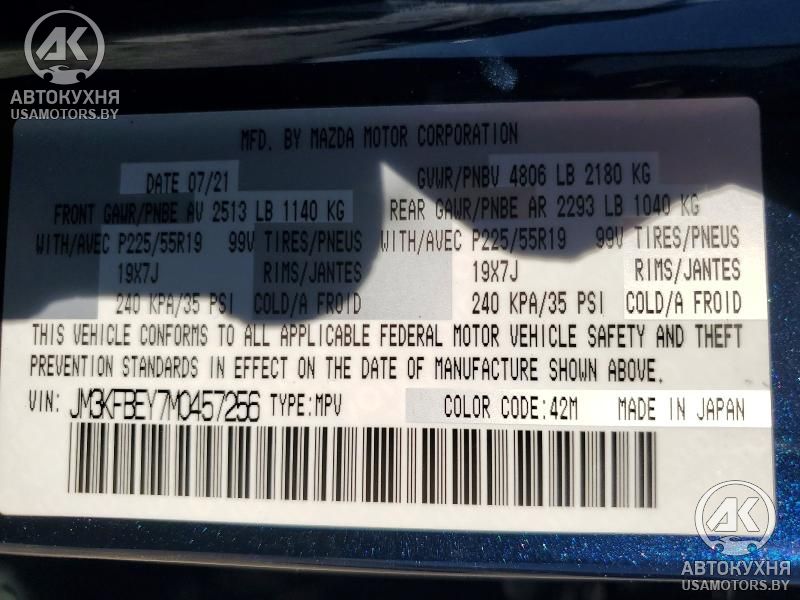 AK
АВТОКУХНЯ
USAMOTORS.BY
MFD. BY MAZDA MOTOR CORPORATION
DATE 07/21 GVWR/PNBV 4806 LB 2180 KG
FRONT GAWR/PNBE AV 2513 LB 1140 KG REAR GAWR/PNBE AR 2293 LB 1040 KG
WITH/AVEC P225/55R19 99V TIRES/PNEUS WITH/AVEC P225/55R19 99V TIRES/PNEUS
19X7J RIMS/JANTES 19X7J RIMS/JANTES
240 KPA/35 PSI COLD/A FROID 240 KPA/35 PSI COLD/A FROID
THIS VEHICLE CONFORMS TO ALL APPLICABLE FEDERAL MOTOR VEHICLE SAFETY AND THEFT
PREVENTION STANDARDS IN EFFECT ON THE DATE OF MANUFACTURE SHOWN ABOVE.
VIN: JM3KFBEY7M0457256 TYPE:MPV COLOR CODE:42M MADE IN JAPAN
AK
АВТОКУХНЯ
USAMOTORS.BY